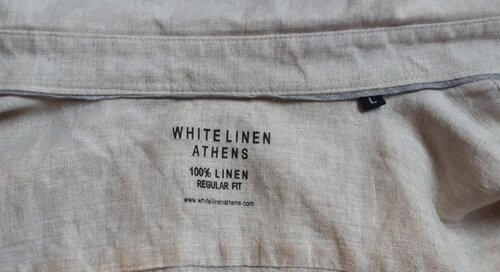 L
WHITE LINEN
ATHENS
100% LINEN
REGULAR FIT
www.whitelinenathens.com